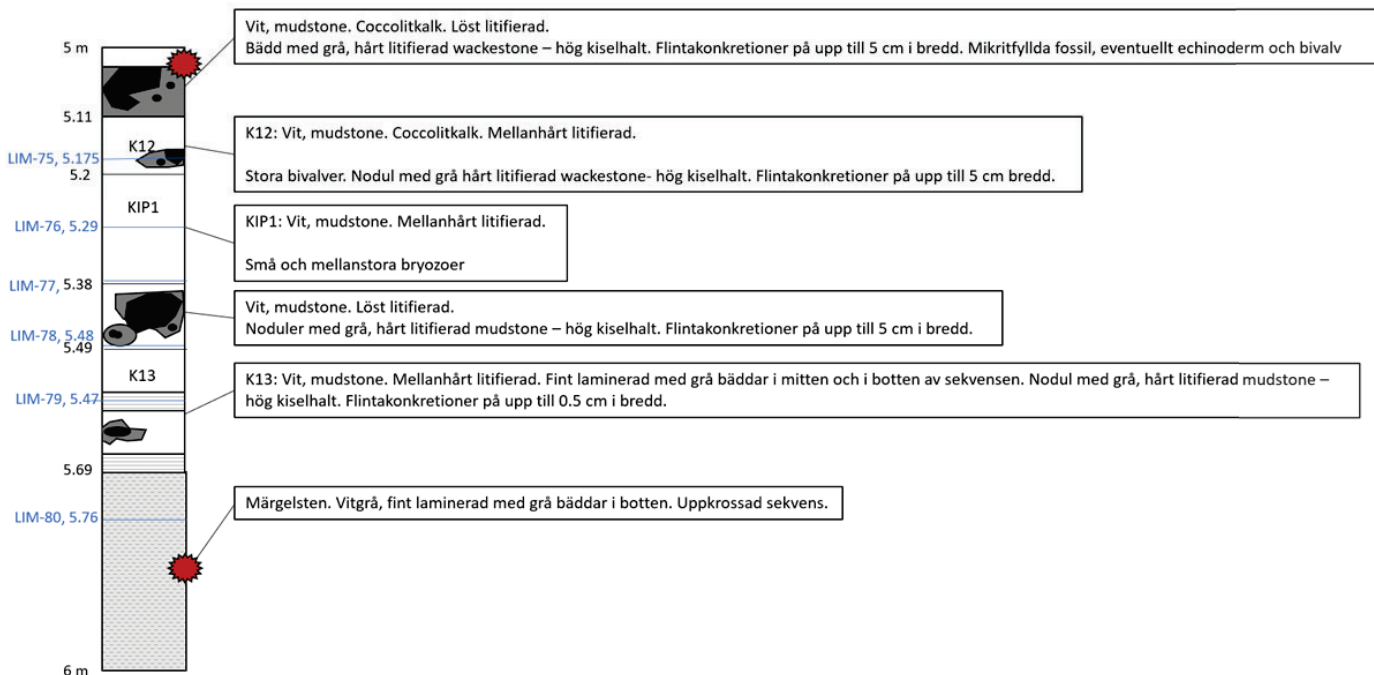 Vit, mudstone. Coccolitkalk. Löst litifierad.
Bädd med grå, hårt litifierad wackestone – hög kiselhalt. Flintakonkretioner på upp till 5 cm i bredd. Mikritfyllda fossil, eventuellt echinoderm och bivalv
5 m
5.11
K12: Vit, mudstone. Coccolitkalk. Mellanhårt litifierad.
K12
LIM-75, 5.175
Stora bivalver. Nodul med grå hårt litifierad wackestone- hög kiselhalt. Flintakonkretioner på upp till 5 cm bredd.
5.2
KIP1
KIP1: Vit, mudstone. Mellanhårt litifierad.
LIM-76, 5.29
Små och mellanstora bryozoer
LIM-77, 5.38
Vit, mudstone. Löst litifierad.
Noduler med grå, hårt litifierad mudstone – hög kiselhalt. Flintakonkretioner på upp till 5 cm i bredd.
LIM-78, 5.48
5.49
K13
K13: Vit, mudstone. Mellanhårt litifierad. Fint laminerad med grå bäddar i mitten och i botten av sekvensen. Nodul med grå, hårt litifierad mudstone –
hög kiselhalt. Flintakonkretioner på upp till 0.5 cm i bredd.
LIM-79, 5.47
5.69
Märgelsten. Vitgrå, fint laminerad med grå bäddar i botten. Uppkrossad sekvens.
LIM-80, 5.76
6 m